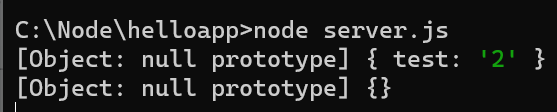 C:\Node\helloapp>node server.js
[Object: null prototype] { test: '2' }
[Object: null prototype] {}